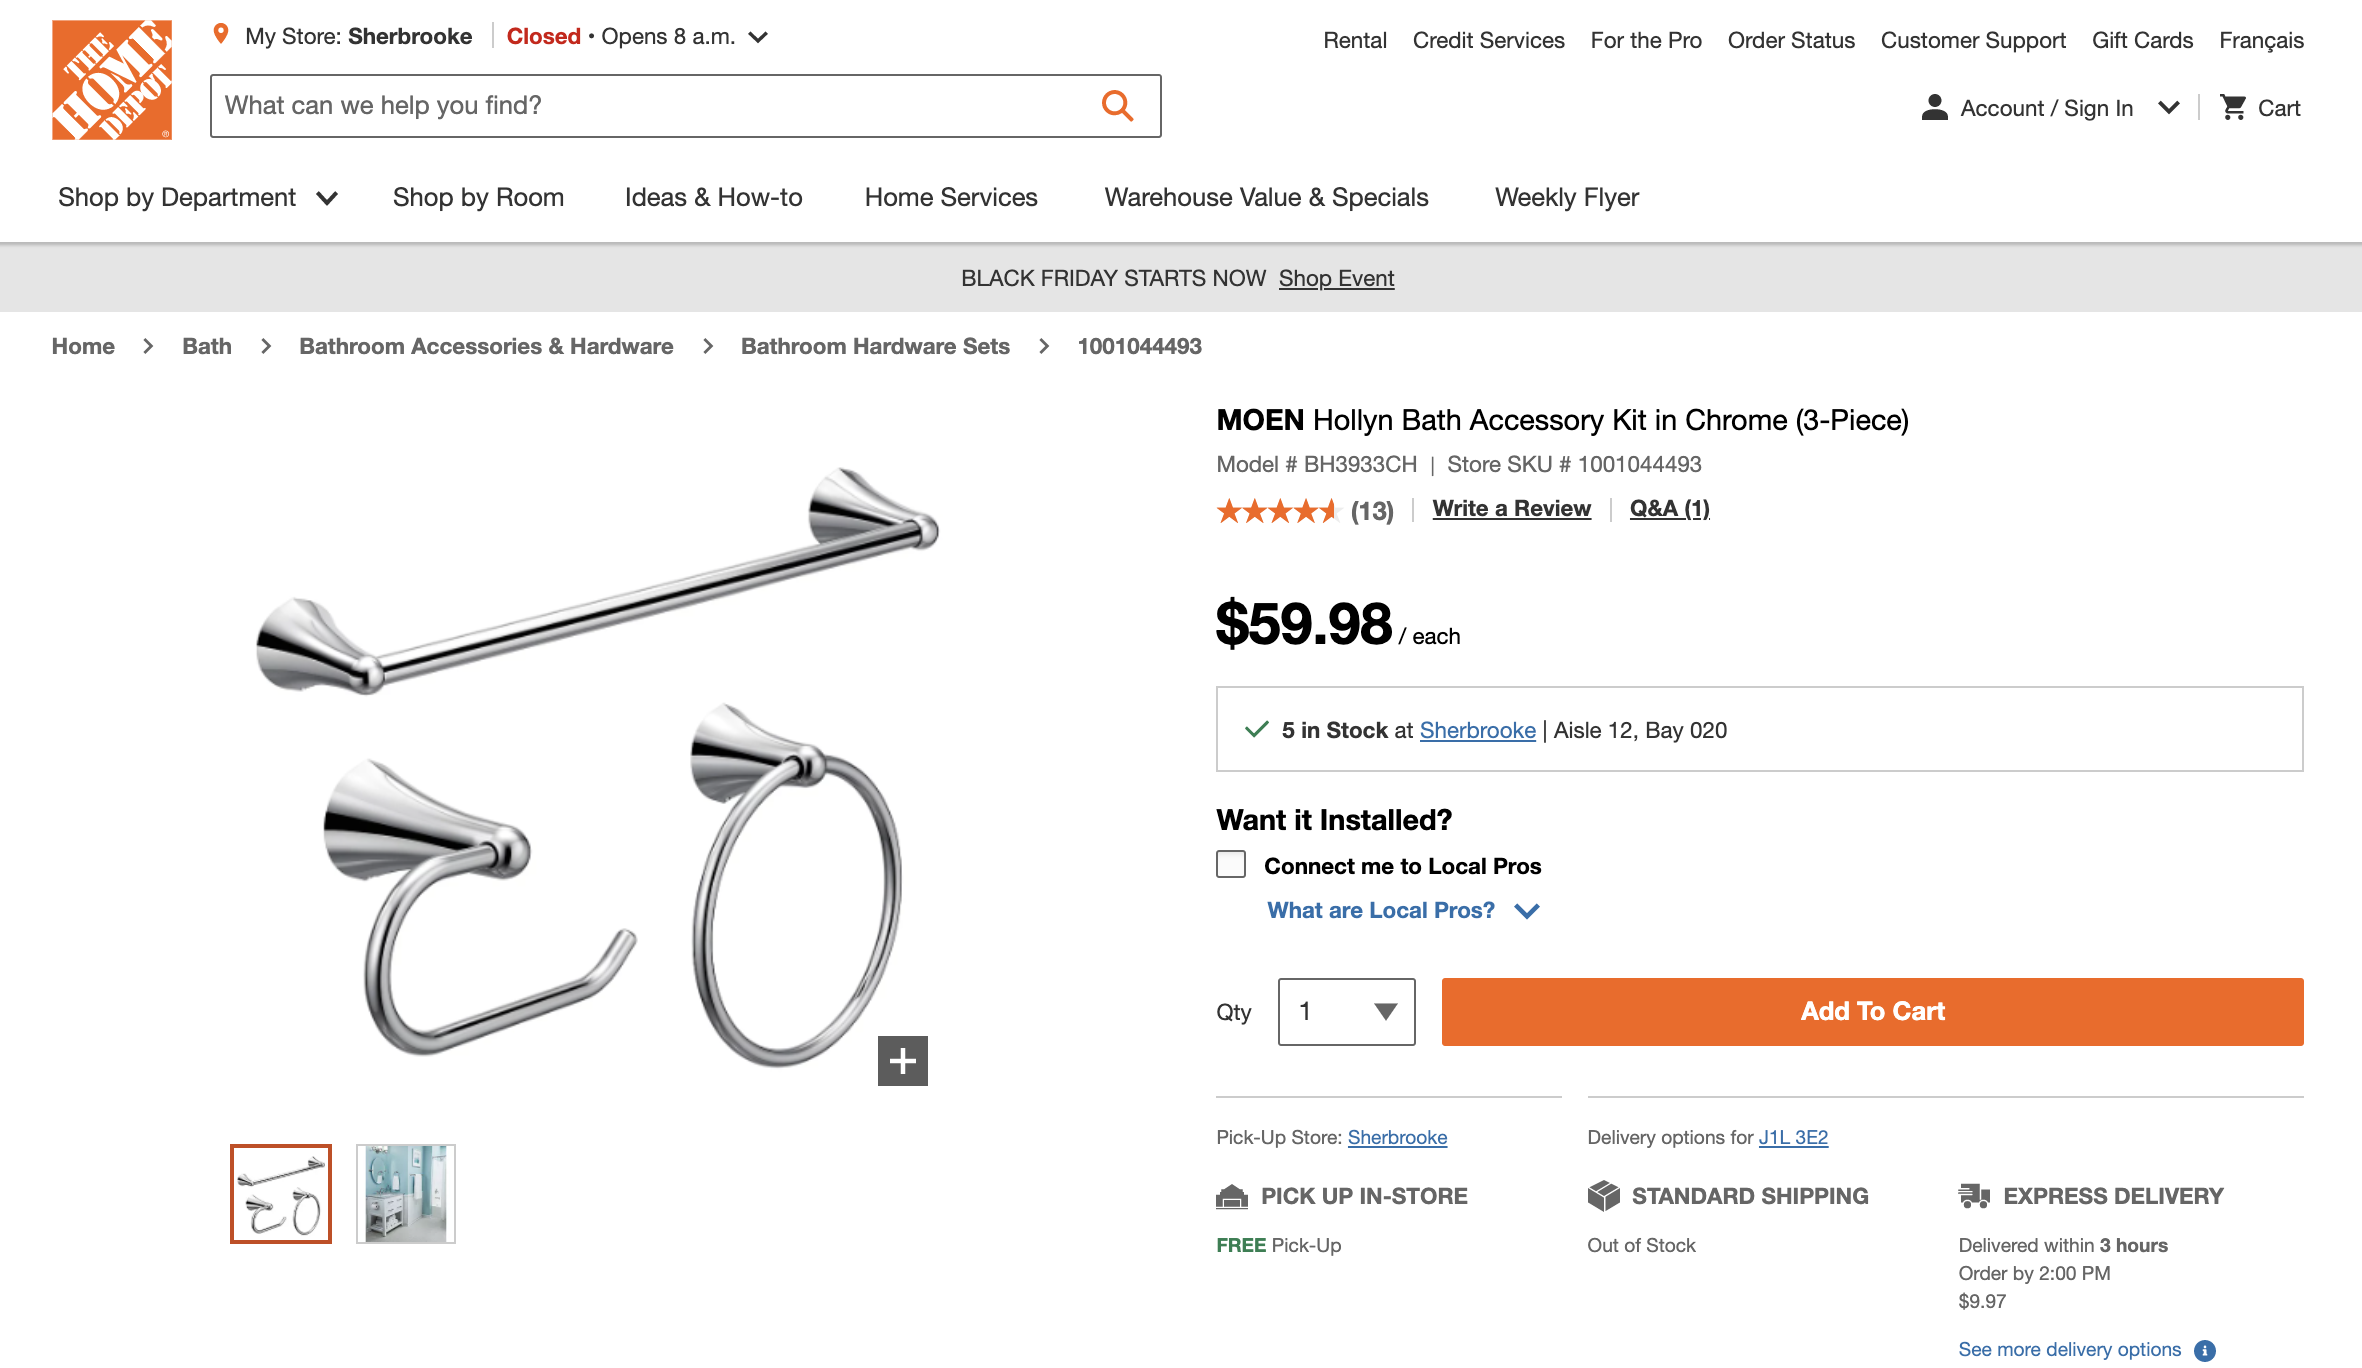 THE HOME DEPOT ®
My Store: Sherbrooke
Closed • Opens 8 a.m.
Rental
Credit Services
For the Pro
Order Status
Customer Support
Gift Cards
Français
What can we help you find?
Account / Sign In
Cart
Shop by Department
Shop by Room
Ideas & How-to
Home Services
Warehouse Value & Specials
Weekly Flyer
BLACK FRIDAY STARTS NOW Shop Event
Home > Bath > Bathroom Accessories & Hardware > Bathroom Hardware Sets > 1001044493
MOEN Hollyn Bath Accessory Kit in Chrome (3-Piece)
Model # BH3933CH | Store SKU # 1001044493
(13) Write a Review Q&A (1)
$59.98 / each
5 in Stock at Sherbrooke | Aisle 12, Bay 020
Want it Installed?
Connect me to Local Pros
What are Local Pros?
Qty 1
Add To Cart
Pick-Up Store: Sherbrooke
PICK UP IN-STORE
FREE Pick-Up
Delivery options for J1L 3E2
STANDARD SHIPPING
Out of Stock
EXPRESS DELIVERY
Delivered within 3 hours
Order by 2:00 PM
$9.97
See more delivery options